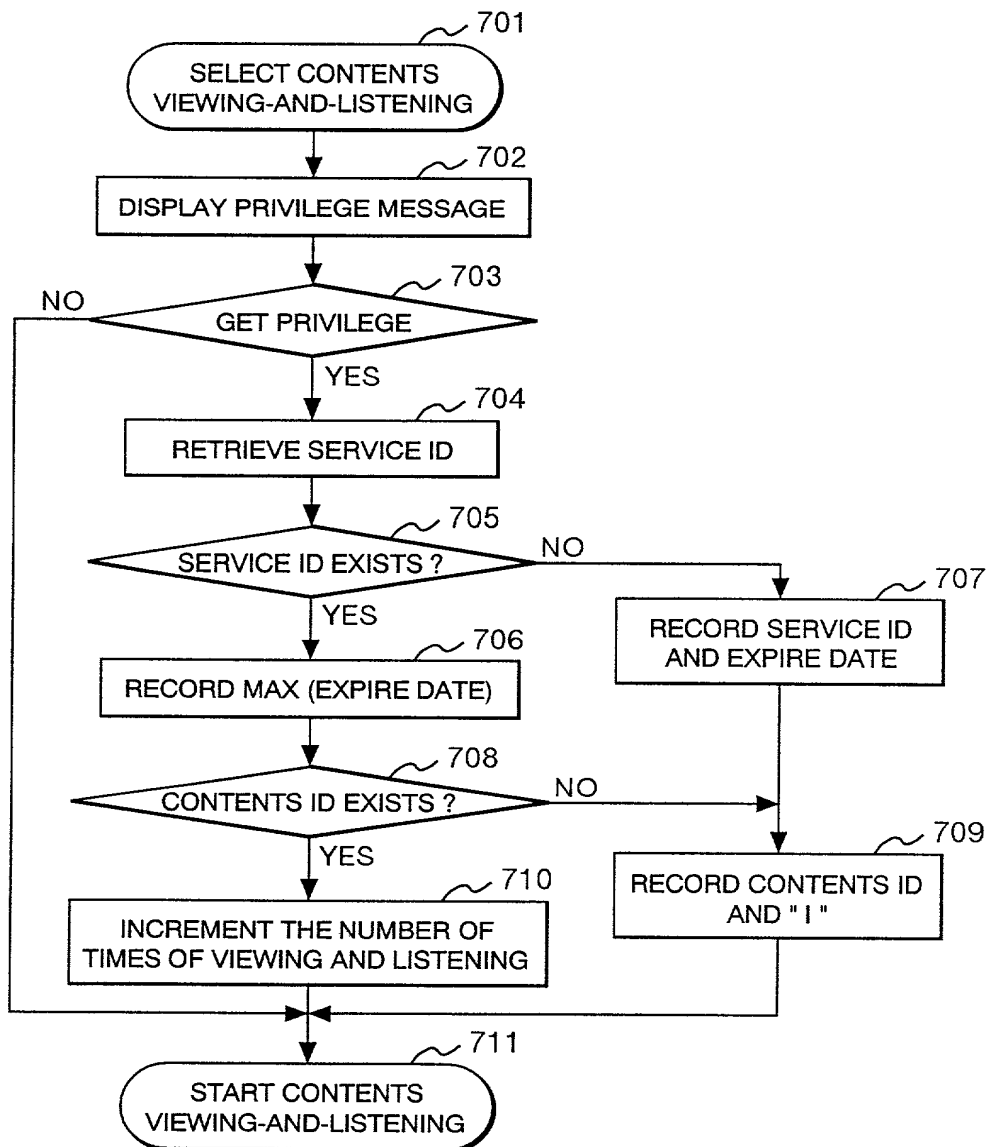 701
SELECT CONTENTS
VIEWING-AND-LISTENING
702
DISPLAY PRIVILEGE MESSAGE
703
NO
GET PRIVILEGE
YES
704
RETRIEVE SERVICE ID
705
SERVICE ID EXISTS ?
NO
YES
707
RECORD SERVICE ID
AND EXPIRE DATE
706
RECORD MAX (EXPIRE DATE)
708
CONTENTS ID EXISTS ?
NO
YES
709
RECORD CONTENTS ID
AND " I "
710
INCREMENT THE NUMBER OF
TIMES OF VIEWING AND LISTENING
711
START CONTENTS
VIEWING-AND-LISTENING